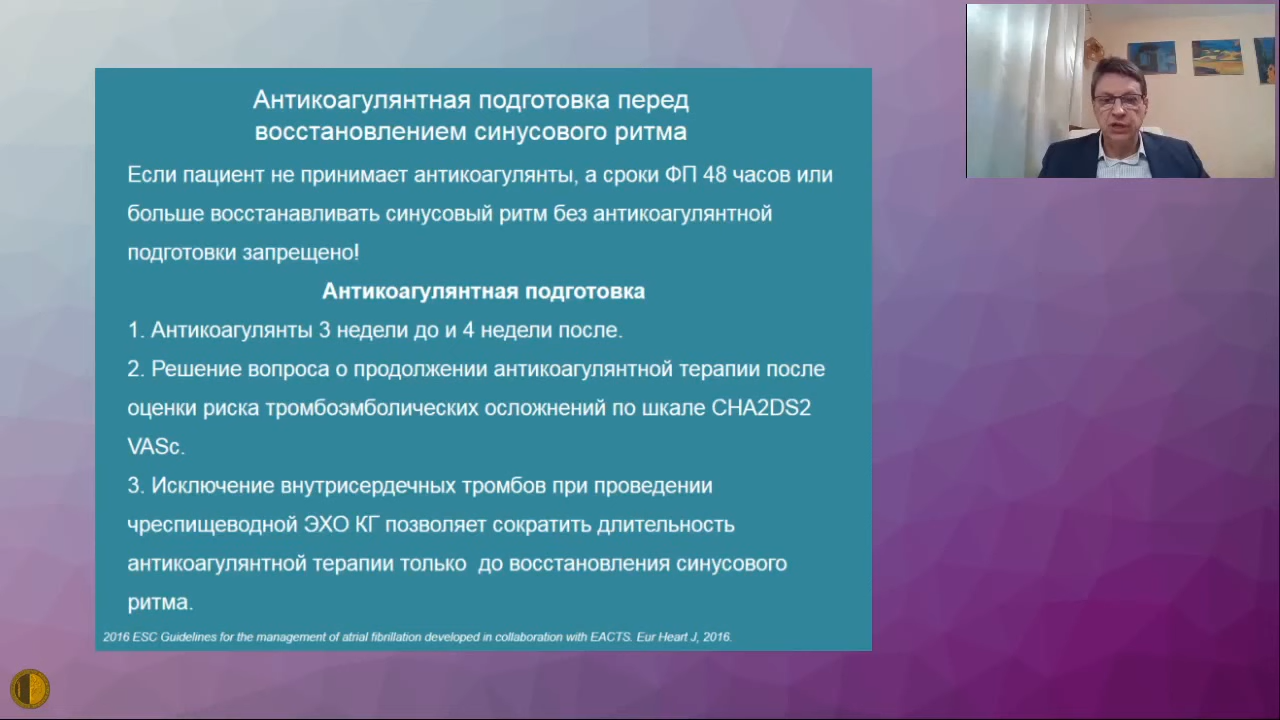 Антикоагулянтная подготовка перед
восстановлением синусового ритма
Если пациент не принимает антикоагулянты, а сроки ФП 48 часов или
больше восстанавливать синусовый ритм без антикоагулянтной
подготовки запрещено!
Антикоагулянтная подготовка
1. Антикоагулянты 3 недели до и 4 недели после.
2. Решение вопроса о продолжении антикоагулянтной терапии после
оценки риска тромбоэмболических осложнений по шкале CHA2DS2
VASc.
3. Исключение внутрисердечных тромбов при проведении
чреспищеводной ЭХО КГ позволяет сократить длительность
антикоагулянтной терапии только до восстановления синусового
ритма.
2016 ESC Guidelines for the management of atrial fibrillation developed in collaboration with EACTS. Eur Heart J, 2016.